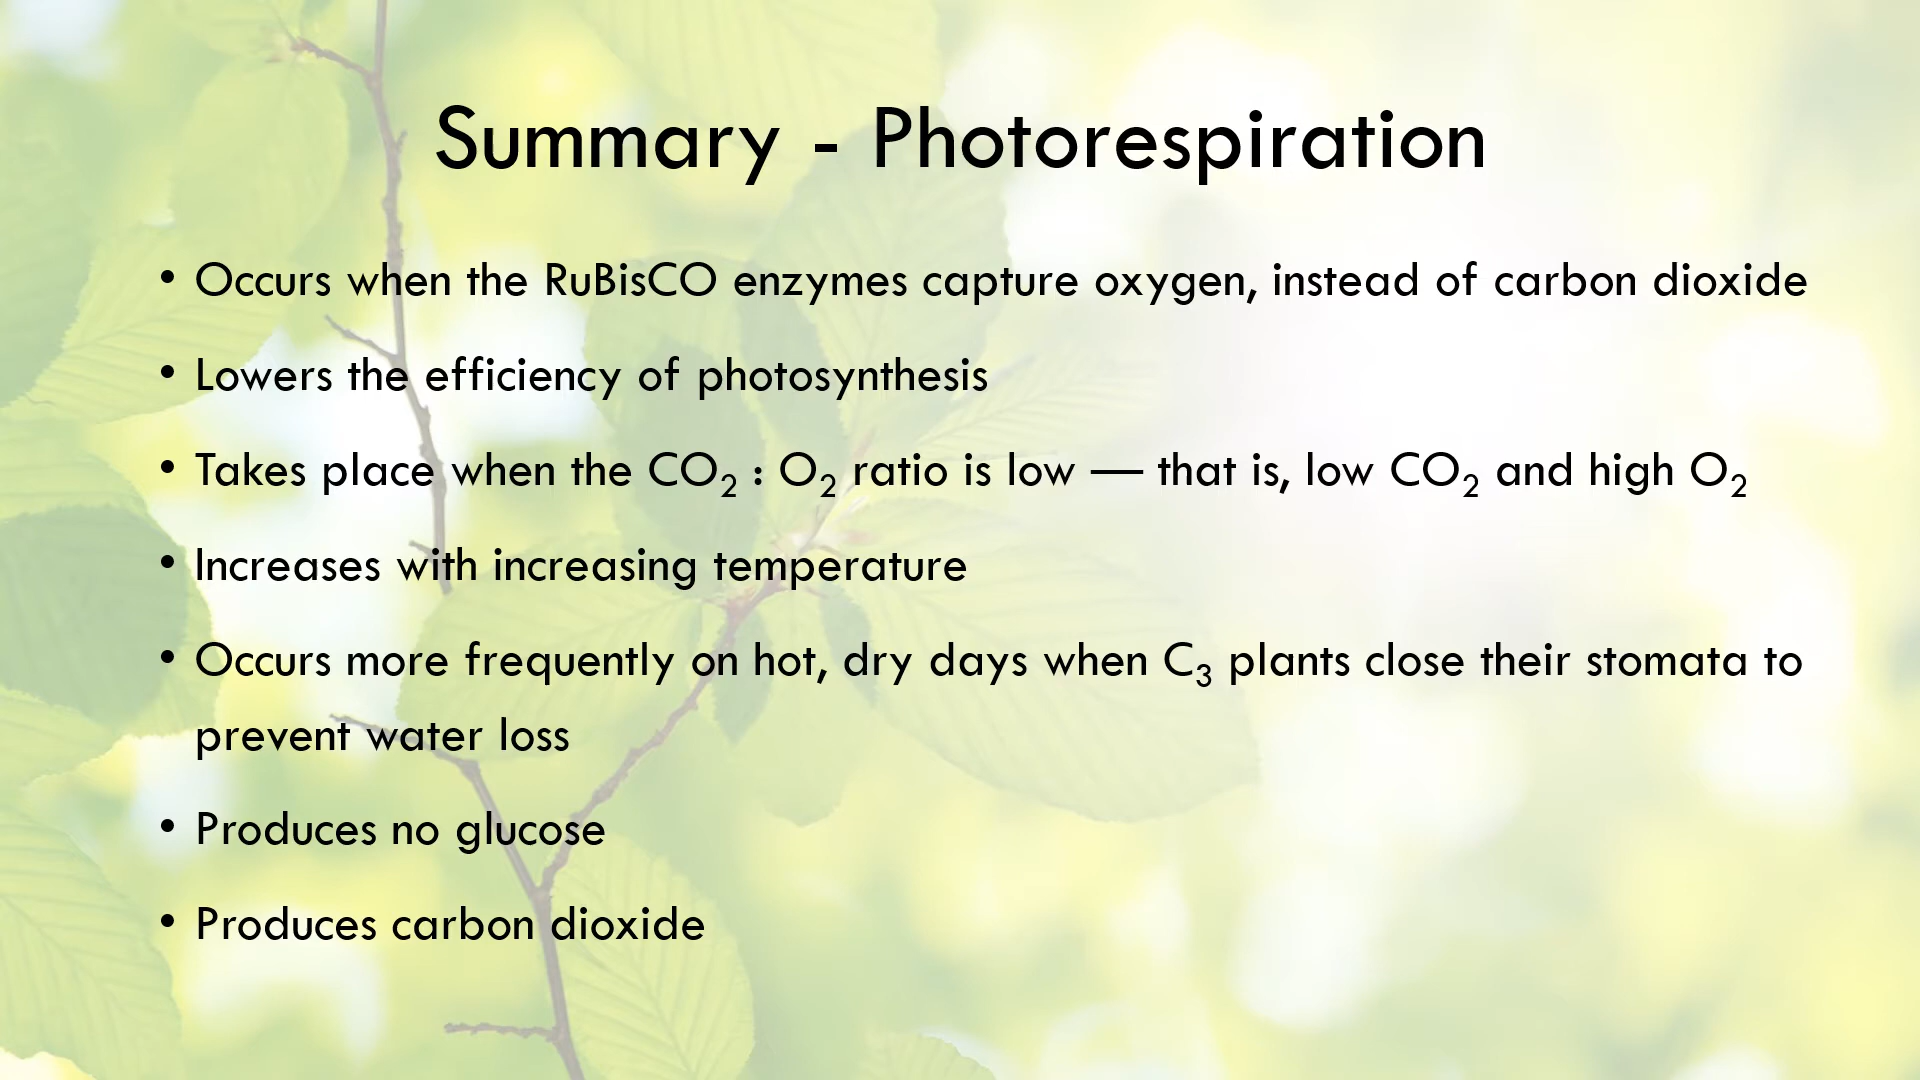 Summary - Photorespiration
• Occurs when the RuBisCO enzymes capture oxygen, instead of carbon dioxide
• Lowers the efficiency of photosynthesis
• Takes place when the CO₂ : O₂ ratio is low — that is, low CO₂ and high O₂
• Increases with increasing temperature
• Occurs more frequently on hot, dry days when C₃ plants close their stomata to
prevent water loss
• Produces no glucose
• Produces carbon dioxide